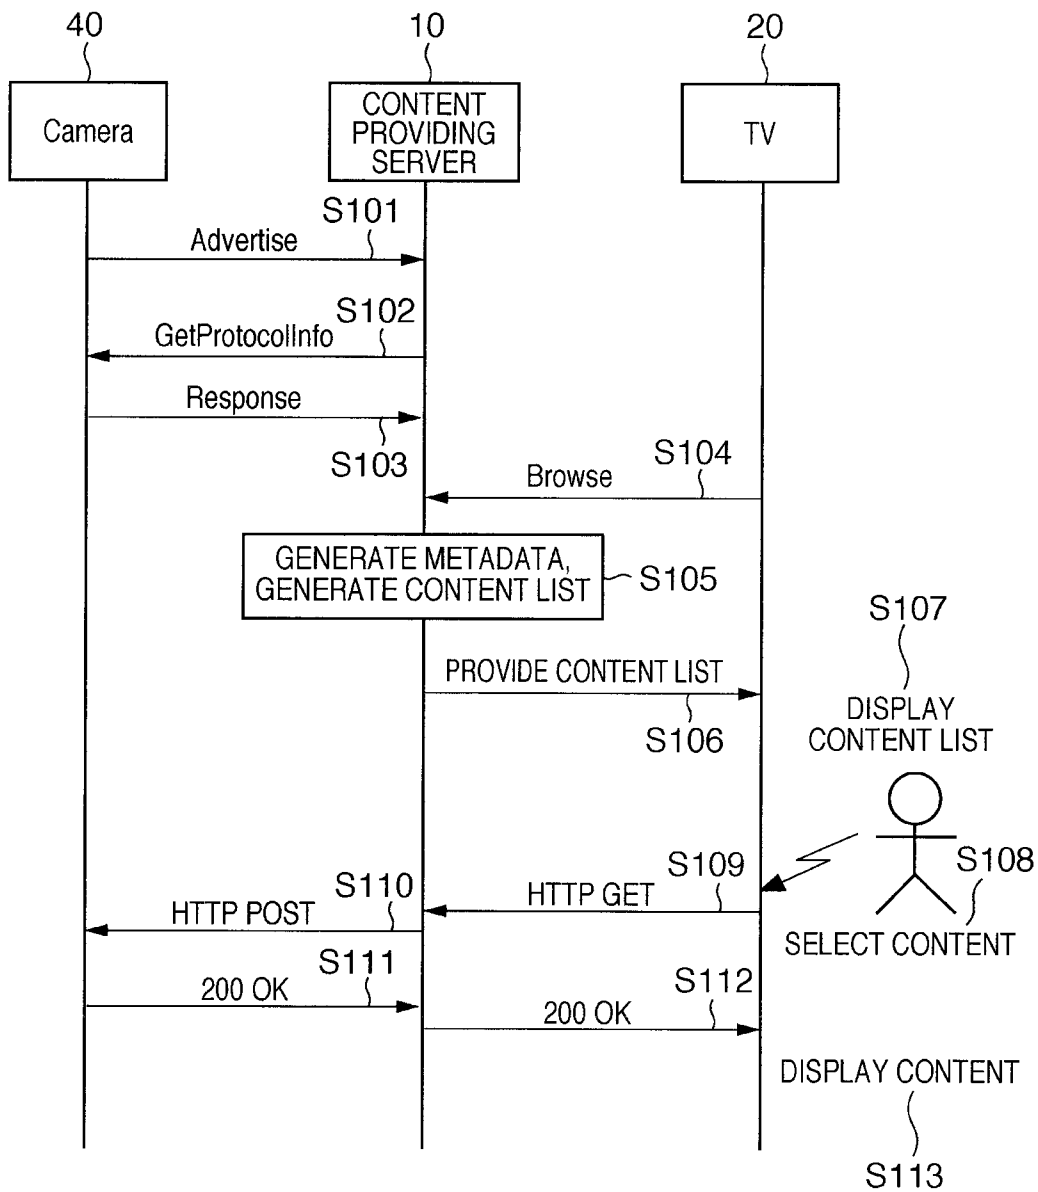 40
10
20
Camera
CONTENT
PROVIDING
SERVER
TV
S101
Advertise
S102
GetProtocolInfo
Response
S103
S104
Browse
GENERATE METADATA,
GENERATE CONTENT LIST
S105
S107
PROVIDE CONTENT LIST
S106
DISPLAY
CONTENT LIST
S108
S109
HTTP GET
S110
HTTP POST
SELECT CONTENT
S111
200 OK
S112
200 OK
DISPLAY CONTENT
S113